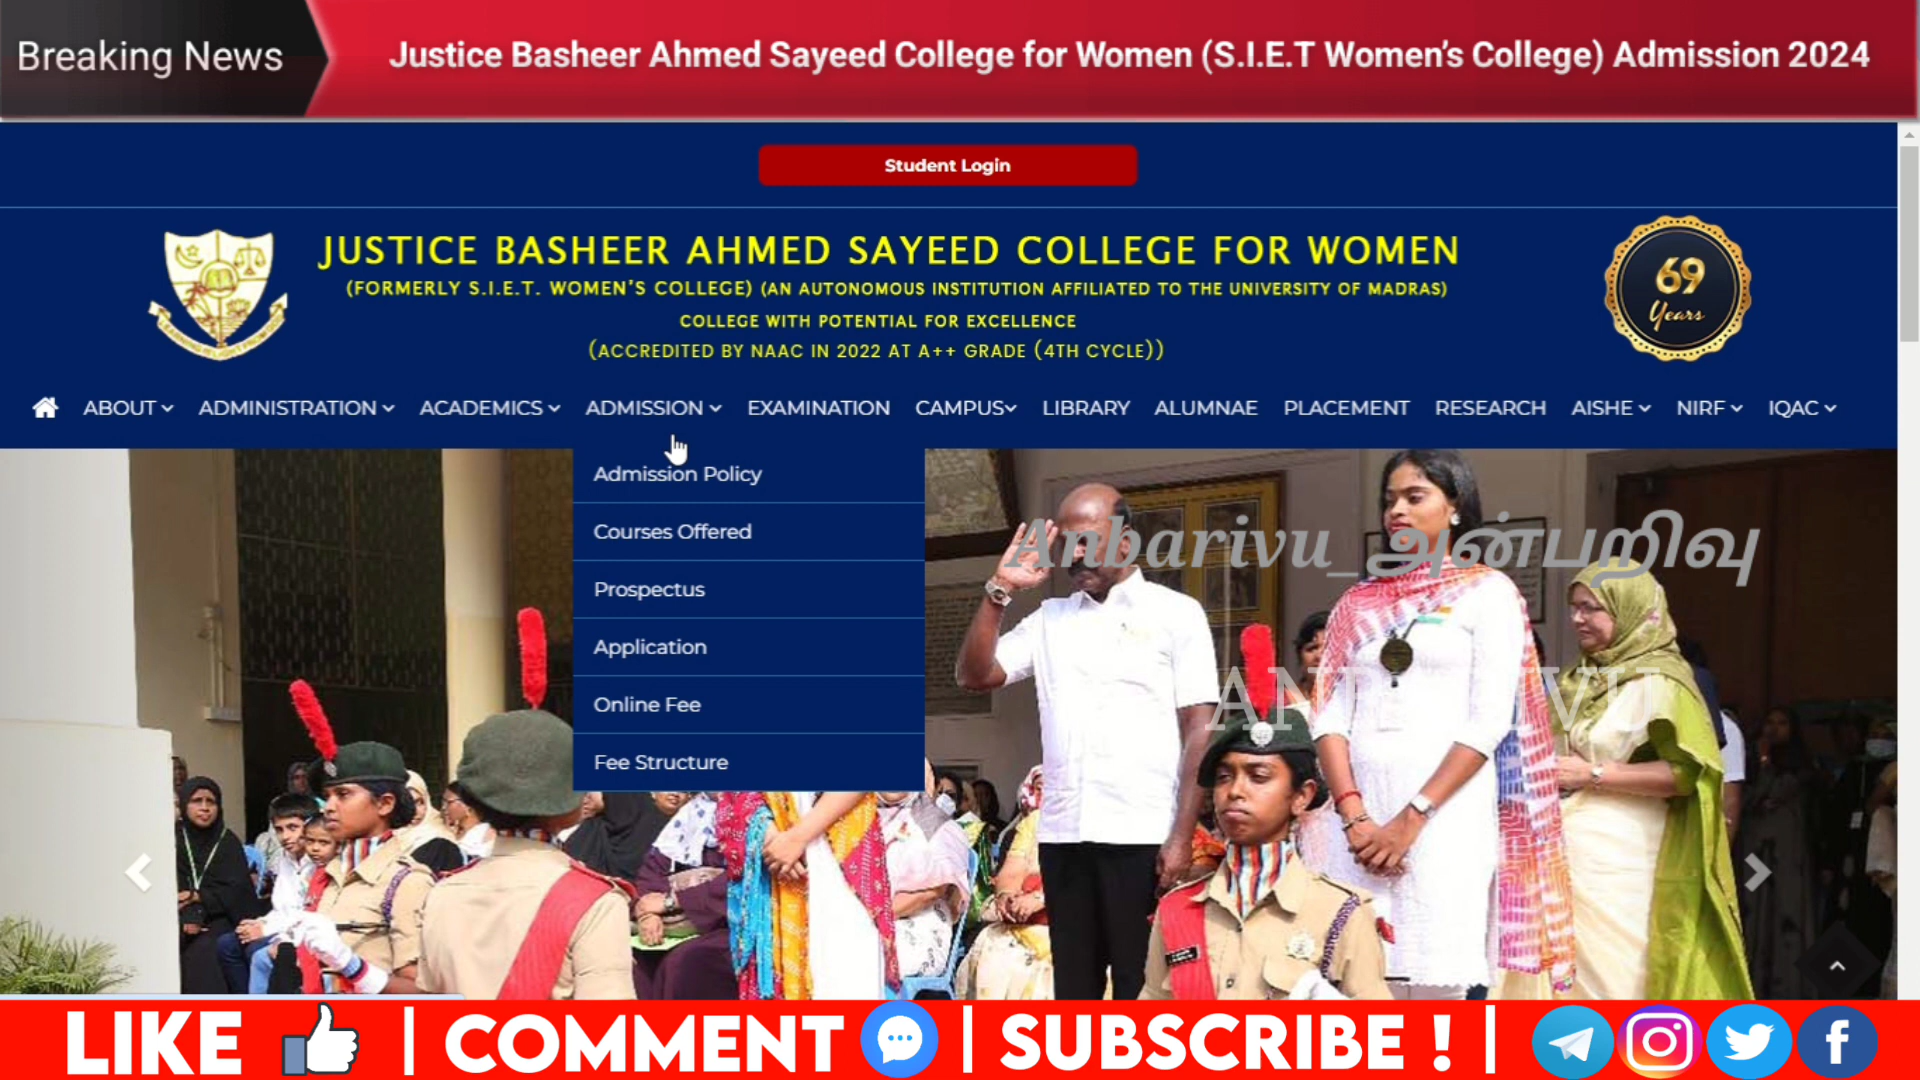 Breaking News
Justice Basheer Ahmed Sayeed College for Women (S.I.E.T Women's College) Admission 2024
Student Login
JUSTICE BASHEER AHMED SAYEED COLLEGE FOR WOMEN
(FORMERLY S.I.E.T. WOMEN'S COLLEGE) (AN AUTONOMOUS INSTITUTION AFFILIATED TO THE UNIVERSITY OF MADRAS)
COLLEGE WITH POTENTIAL FOR EXCELLENCE
(ACCREDITED BY NAAC IN 2022 AT A++ GRADE (4TH CYCLE))
69
Years
ABOUT ADMINISTRATION ACADEMICS ADMISSION EXAMINATION CAMPUS LIBRARY ALUMNAE PLACEMENT RESEARCH AISHE NIRF IQAC
Admission Policy
Courses Offered
Prospectus
Application
Online Fee
Fee Structure
Anbarivu_அன்பறிவு
LIKE | COMMENT | SUBSCRIBE ! |